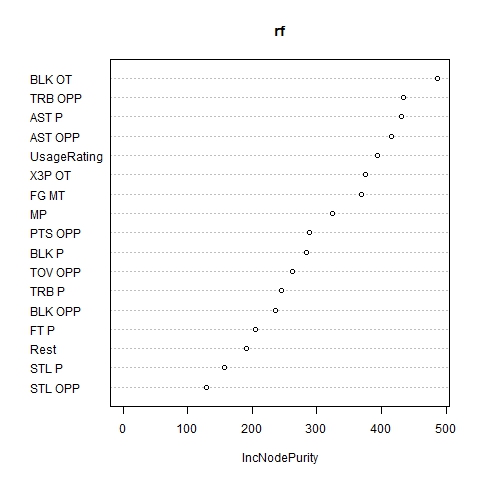 rf
BLK OT
TRB OPP
AST P
AST OPP
UsageRating
X3P OT
FG MT
MP
PTS OPP
BLK P
TOV OPP
TRB P
BLK OPP
FT P
Rest
STL P
STL OPP
0 100 200 300 400 500
IncNodePurity